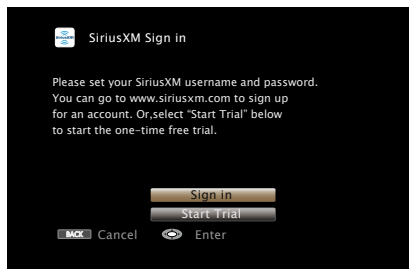 SiriusXM Sign in
Please set your SiriusXM username and password.
You can go to www.siriusxm.com to sign up
for an account. Or,select “Start Trial” below
to start the one-time free trial.
Sign in
Start Trial
BACK Cancel Enter